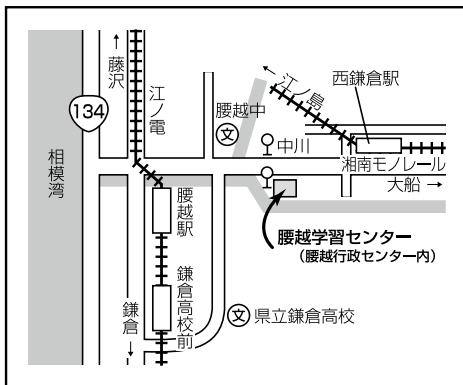 藤沢
134
江ノ電
相模湾
腰越中
文
江ノ島
西鎌倉駅
中川
湘南モノレール
大船
腰越駅
腰越学習センター
（腰越行政センター内）
鎌倉高校前
鎌倉
文
県立鎌倉高校